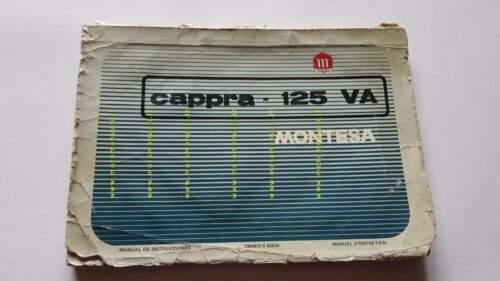 m
cappra - 125 VA
MONTESA
MANUAL DE INSTRUCCIONES
OWNER'S BOOK
MANUEL D'ENTRETIEN